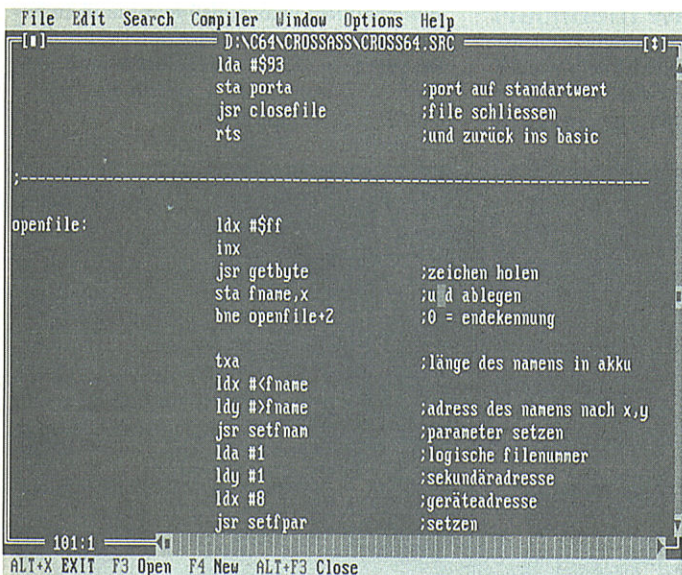 File Edit Search Compiler Window Options Help
D:\C64\CROSSASS\CROSS64.SRC
lda #$93
sta porta ;port auf standartwert
jsr closefile ;file schliessen
rts ;und zurück ins basic
;-----------------------------------------------------------------------
openfile: ldx #$ff
inx
jsr getbyte ;zeichen holen
sta fname,x ;u d ablegen
bne openfile+2 ;0 = endekennung
txa ;länge des namens in akku
ldx #<fname
ldy #>fname ;adress des namens nach x,y
jsr setfnam ;parameter setzen
lda #1 ;logische filenummer
ldy #1 ;sekundäradresse
ldx #8 ;geräteadresse
jsr setfpar ;setzen
101:1
ALT+X EXIT F3 Open F4 New ALT+F3 Close